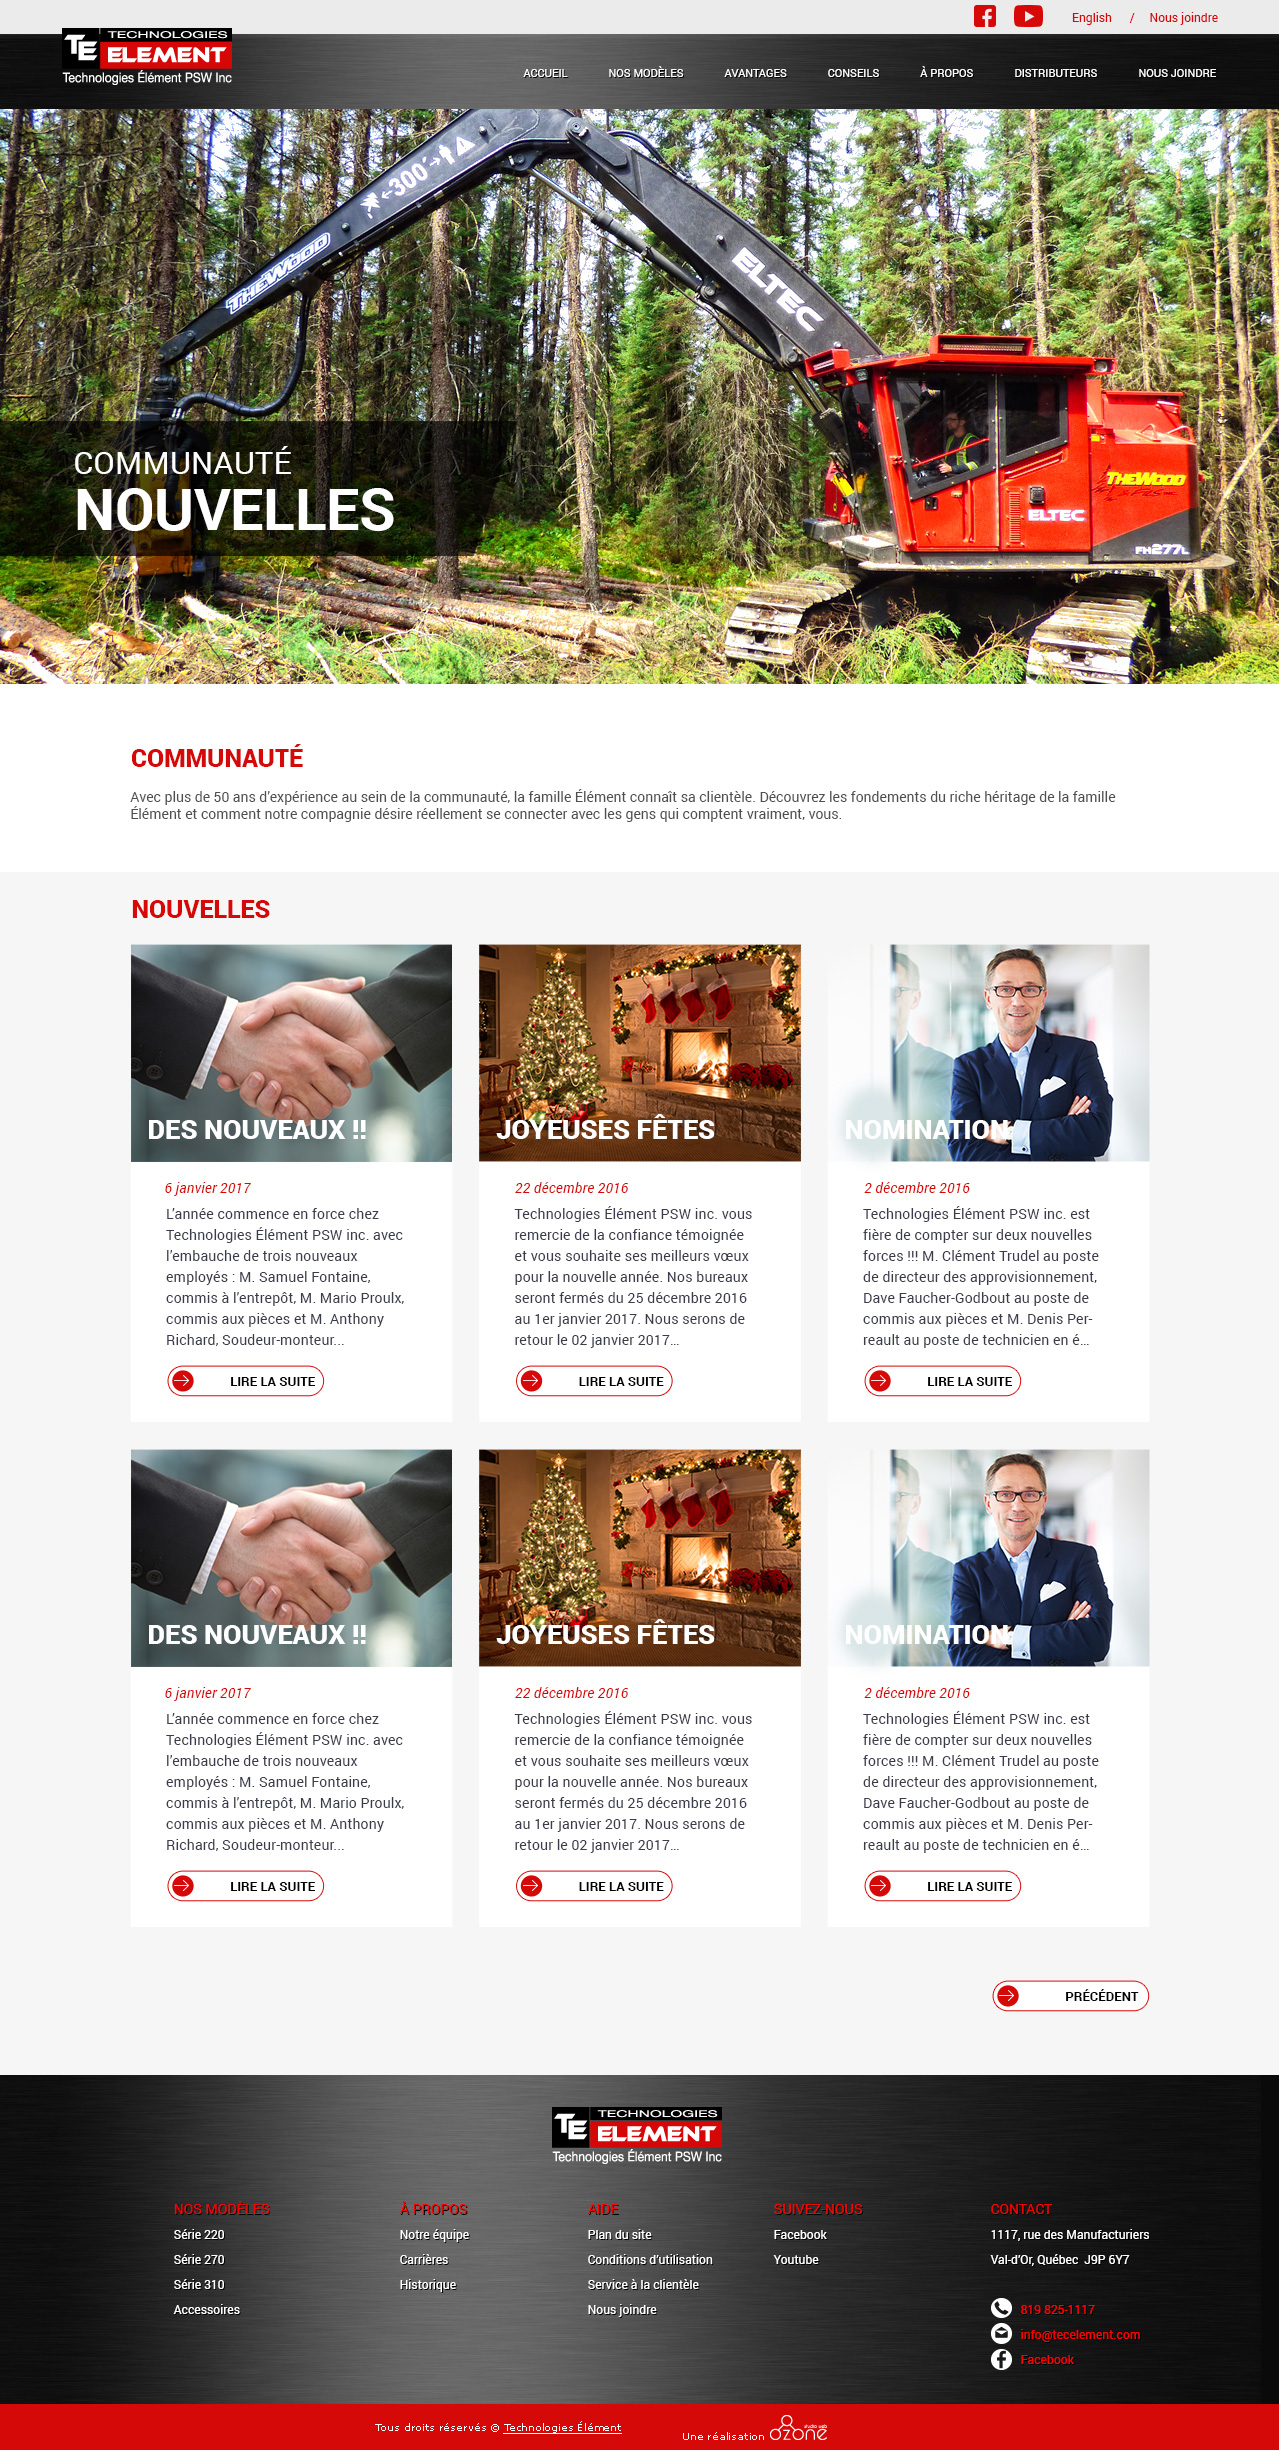 English / Nous joindre
TE TECHNOLOGIES
ELEMENT
Technologies Élément PSW Inc
ACCUEIL NOS MODÈLES AVANTAGES CONSEILS À PROPOS DISTRIBUTEURS NOUS JOINDRE
←300'→
THEWOOD
ELTEC
THEWOOD
ELTEC
FH277L
COMMUNAUTÉ
NOUVELLES
COMMUNAUTÉ
Avec plus de 50 ans d'expérience au sein de la communauté, la famille Élément connaît sa clientèle. Découvrez les fondements du riche héritage de la famille
Élément et comment notre compagnie désire réellement se connecter avec les gens qui comptent vraiment, vous.
NOUVELLES
DES NOUVEAUX !!
6 janvier 2017
L'année commence en force chez
Technologies Élément PSW inc. avec
l'embauche de trois nouveaux
employés : M. Samuel Fontaine,
commis à l'entrepôt, M. Mario Proulx,
commis aux pièces et M. Anthony
Richard, Soudeur-monteur...
LIRE LA SUITE
JOYEUSES FÊTES
22 décembre 2016
Technologies Élément PSW inc. vous
remercie de la confiance témoignée
et vous souhaite ses meilleurs vœux
pour la nouvelle année. Nos bureaux
seront fermés du 25 décembre 2016
au 1er janvier 2017. Nous serons de
retour le 02 janvier 2017...
LIRE LA SUITE
NOMINATION
2 décembre 2016
Technologies Élément PSW inc. est
fière de compter sur deux nouvelles
forces !!! M. Clément Trudel au poste
de directeur des approvisionnement,
Dave Faucher-Godbout au poste de
commis aux pièces et M. Denis Per-
reault au poste de technicien en é...
LIRE LA SUITE
DES NOUVEAUX !!
6 janvier 2017
L'année commence en force chez
Technologies Élément PSW inc. avec
l'embauche de trois nouveaux
employés : M. Samuel Fontaine,
commis à l'entrepôt, M. Mario Proulx,
commis aux pièces et M. Anthony
Richard, Soudeur-monteur...
LIRE LA SUITE
JOYEUSES FÊTES
22 décembre 2016
Technologies Élément PSW inc. vous
remercie de la confiance témoignée
et vous souhaite ses meilleurs vœux
pour la nouvelle année. Nos bureaux
seront fermés du 25 décembre 2016
au 1er janvier 2017. Nous serons de
retour le 02 janvier 2017...
LIRE LA SUITE
NOMINATION
2 décembre 2016
Technologies Élément PSW inc. est
fière de compter sur deux nouvelles
forces !!! M. Clément Trudel au poste
de directeur des approvisionnement,
Dave Faucher-Godbout au poste de
commis aux pièces et M. Denis Per-
reault au poste de technicien en é...
LIRE LA SUITE
PRÉCÉDENT
TE TECHNOLOGIES
ELEMENT
Technologies Élément PSW Inc
NOS MODÈLES
Série 220
Série 270
Série 310
Accessoires
À PROPOS
Notre équipe
Carrières
Historique
AIDE
Plan du site
Conditions d'utilisation
Service à la clientèle
Nous joindre
SUIVEZ-NOUS
Facebook
Youtube
CONTACT
1117, rue des Manufacturiers
Val-d'Or, Québec J9P 6Y7
819 825-1117
info@tecelement.com
Facebook
Tous droits réservés © Technologies Élément
Une réalisation ozone studio web